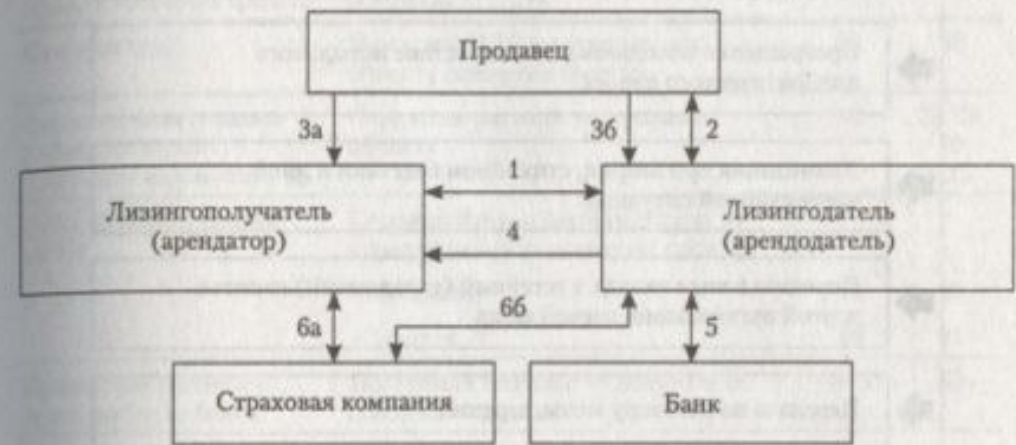 Продавец
3а
3б
2
1
Лизингополучатель
(арендатор)
Лизингодатель
(арендодатель)
4
6а
6б
5
Страховая компания
Банк